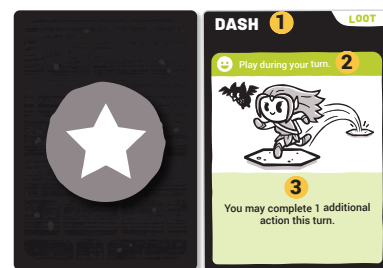 DASH 1 LOOT
Play during your turn. 2
3
You may complete 1 additional
action this turn.